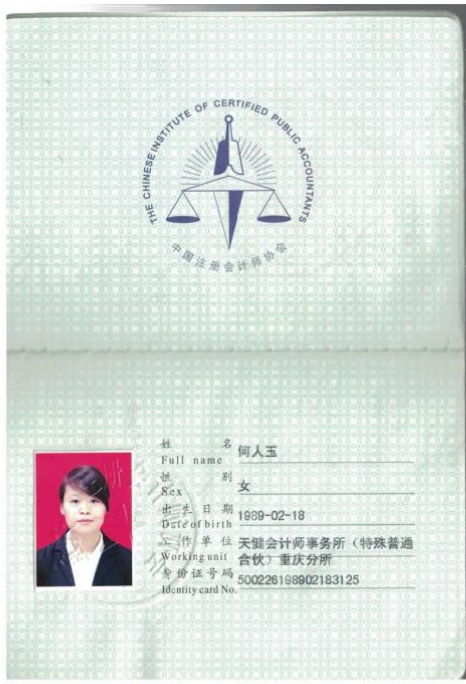 THE CHINESE INSTITUTE OF CERTIFIED PUBLIC ACCOUNTANTS
中国注册会计师协会
姓 名 何人玉
Full name
性 别 女
Sex
出生日期 1989-02-18
Date of birth
工作单位 天健会计师事务所（特殊普通
Working unit 合伙）重庆分所
身份证号码 500226198902183125
Identity card No.